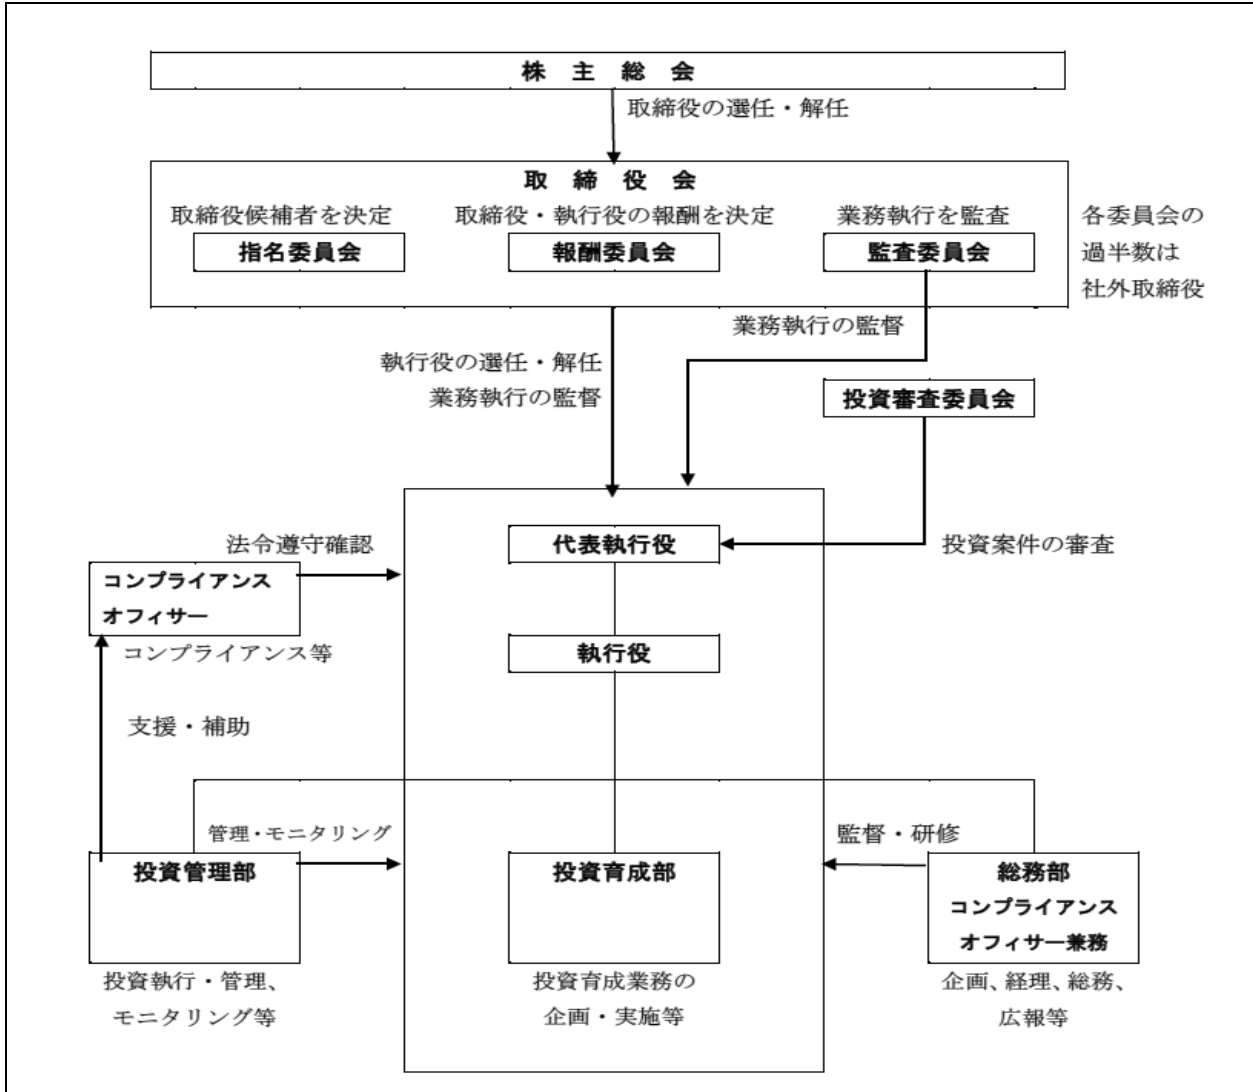 株主総会
取締役の選任・解任
取締役会
取締役候補者を決定
取締役・執行役の報酬を決定
業務執行を監査
指名委員会
報酬委員会
監査委員会
各委員会の
過半数は
社外取締役
業務執行の監督
執行役の選任・解任
業務執行の監督
投資審査委員会
法令遵守確認
代表執行役
投資案件の審査
コンプライアンス
オフィサー
コンプライアンス等
執行役
支援・補助
管理・モニタリング
監督・研修
投資管理部
投資育成部
総務部
コンプライアンス
オフィサー兼務
投資執行・管理、
モニタリング等
投資育成業務の
企画・実施等
企画、経理、総務、
広報等